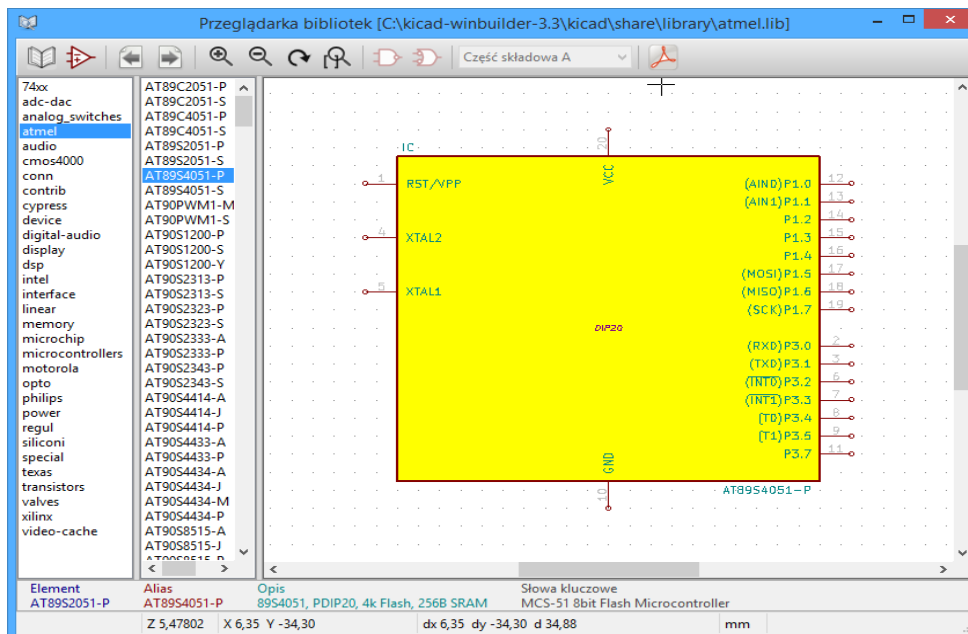 Przeglądarka bibliotek [C:\kicad-winbuilder-3.3\kicad\share\library\atmel.lib]
Część składowa A
74xx
adc-dac
analog_switches
atmel
audio
cmos4000
conn
contrib
cypress
device
digital-audio
display
dsp
intel
interface
linear
memory
microchip
microcontrollers
motorola
opto
philips
power
regul
siliconi
special
texas
transistors
valves
xilinx
video-cache
AT89C2051-P
AT89C2051-S
AT89C4051-P
AT89C4051-S
AT89S2051-P
AT89S2051-S
AT89S4051-P
AT89S4051-S
AT90PWM1-M
AT90PWM1-S
AT90S1200-P
AT90S1200-S
AT90S1200-Y
AT90S2313-P
AT90S2313-S
AT90S2323-P
AT90S2323-S
AT90S2333-A
AT90S2333-P
AT90S2343-P
AT90S2343-S
AT90S4414-A
AT90S4414-J
AT90S4414-P
AT90S4433-A
AT90S4433-P
AT90S4434-A
AT90S4434-J
AT90S4434-M
AT90S4434-P
AT90S8515-A
AT90S8515-J
AT90S8515-P
IC
20
VCC
1 RST/VPP
4 XTAL2
5 XTAL1
DIP20
(AIN0)P1.0 12
(AIN1)P1.1 13
P1.2 14
P1.3 15
P1.4 16
(MOSI)P1.5 17
(MISO)P1.6 18
(SCK)P1.7 19
(RXD)P3.0 2
(TXD)P3.1 3
(INT0)P3.2 6
(INT1)P3.3 7
(T0)P3.4 8
(T1)P3.5 9
P3.7 11
GND
10
AT89S4051-P
Element Alias Opis Słowa kluczowe
AT89S2051-P AT89S4051-P 89S4051, PDIP20, 4k Flash, 256B SRAM MCS-51 8bit Flash Microcontroller
Z 5,47802 X 6,35 Y -34,30 dx 6,35 dy -34,30 d 34,88 mm